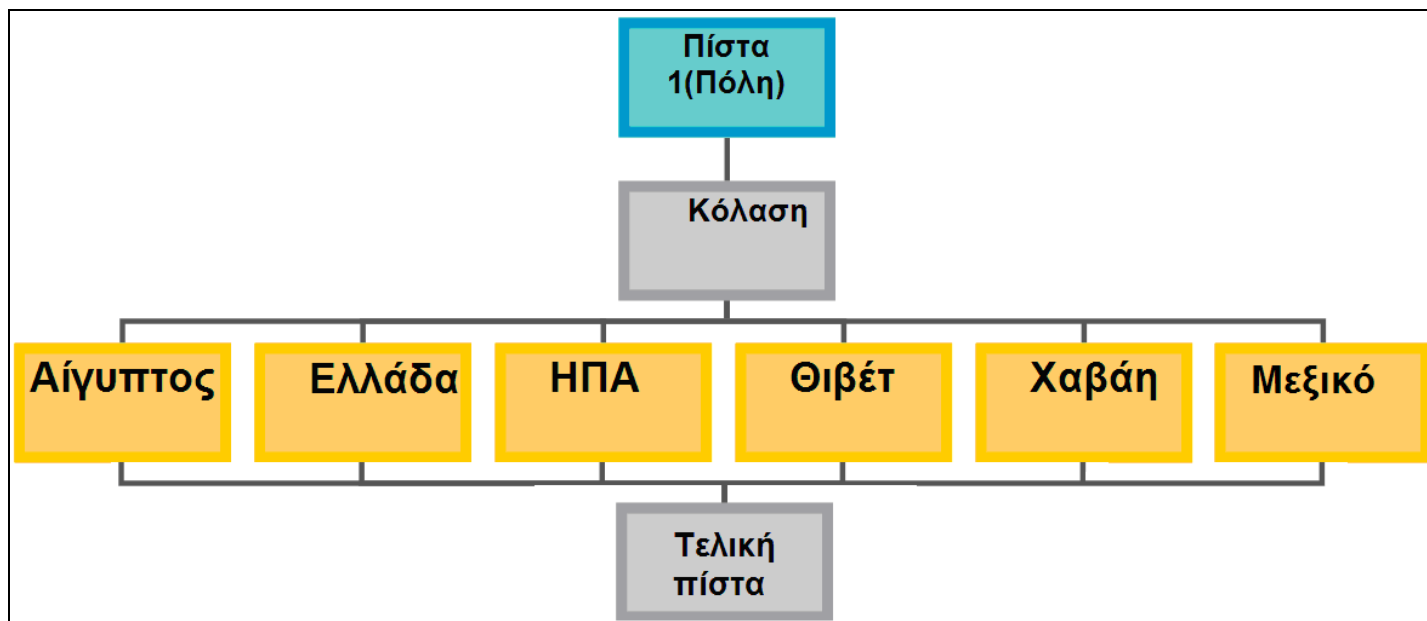 Πίστα
1(Πόλη)
Κόλαση
Αίγυπτος
Ελλάδα
ΗΠΑ
Θιβέτ
Χαβάη
Μεξικό
Τελική
πίστα